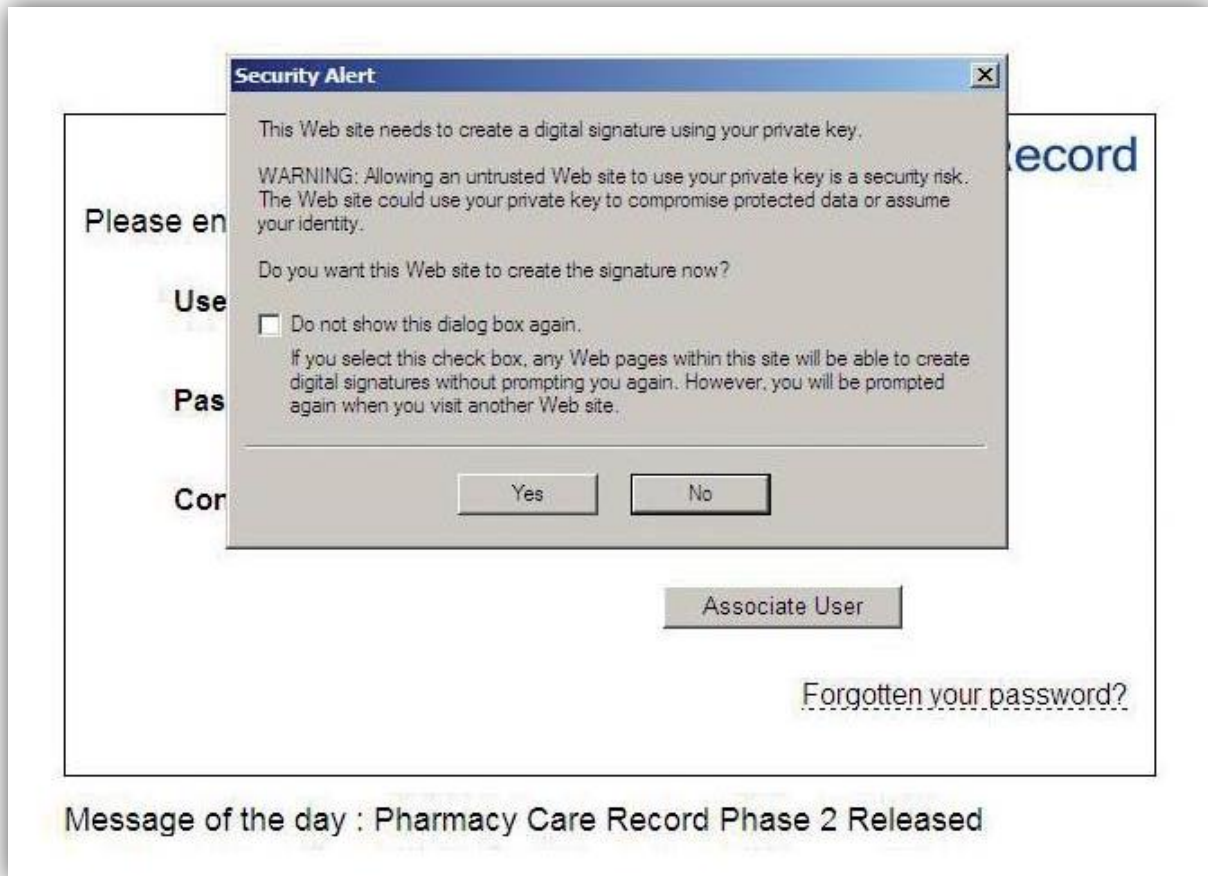 Security Alert
This Web site needs to create a digital signature using your private key.
WARNING: Allowing an untrusted Web site to use your private key is a security risk.
The Web site could use your private key to compromise protected data or assume
your identity.
Do you want this Web site to create the signature now?
Do not show this dialog box again.
If you select this check box, any Web pages within this site will be able to create
digital signatures without prompting you again. However, you will be prompted
again when you visit another Web site.
Yes No
ecord
Please en
Use
Pas
Con
Associate User
Forgotten your password?
Message of the day : Pharmacy Care Record Phase 2 Released